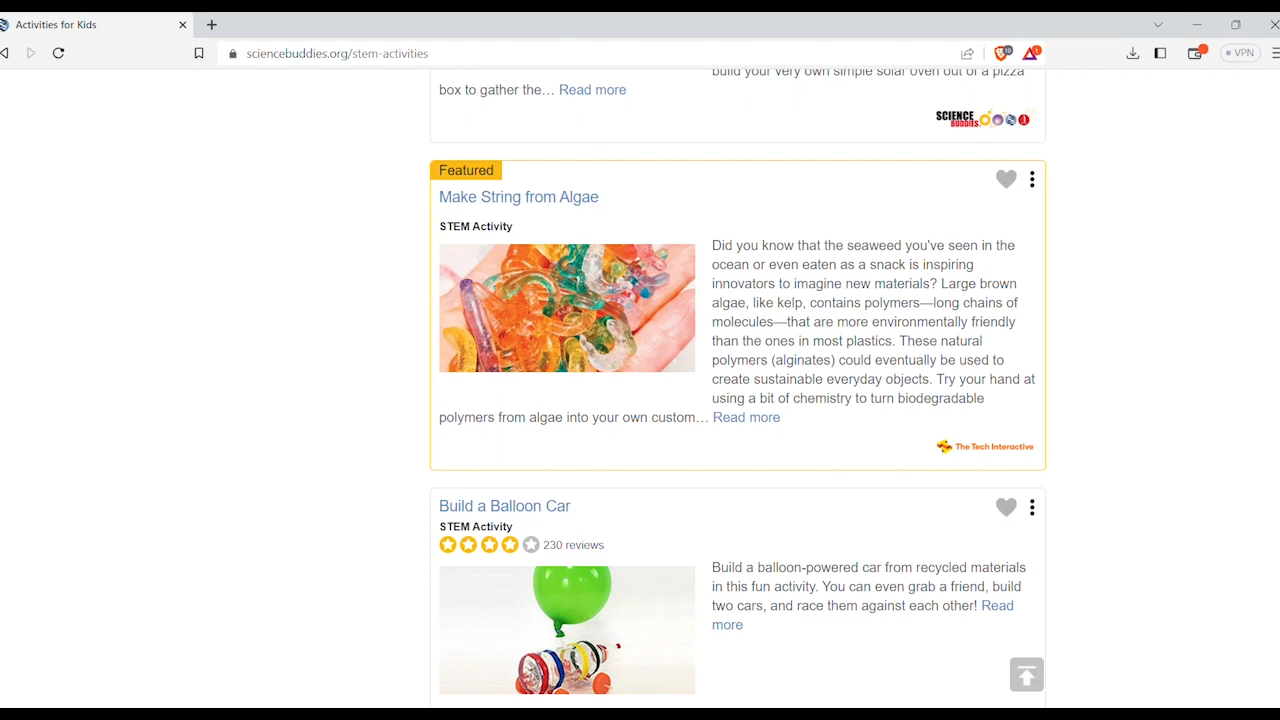 Activities for Kids
sciencebuddies.org/stem-activities
VPN
build your very own simple solar oven out of a pizza
box to gather the… Read more
SCIENCE
BUDDIES
Featured
Make String from Algae
STEM Activity
Did you know that the seaweed you've seen in the
ocean or even eaten as a snack is inspiring
innovators to imagine new materials? Large brown
algae, like kelp, contains polymers—long chains of
molecules—that are more environmentally friendly
than the ones in most plastics. These natural
polymers (alginates) could eventually be used to
create sustainable everyday objects. Try your hand at
using a bit of chemistry to turn biodegradable
polymers from algae into your own custom… Read more
The Tech Interactive
Build a Balloon Car
STEM Activity
230 reviews
Build a balloon-powered car from recycled materials
in this fun activity. You can even grab a friend, build
two cars, and race them against each other! Read
more